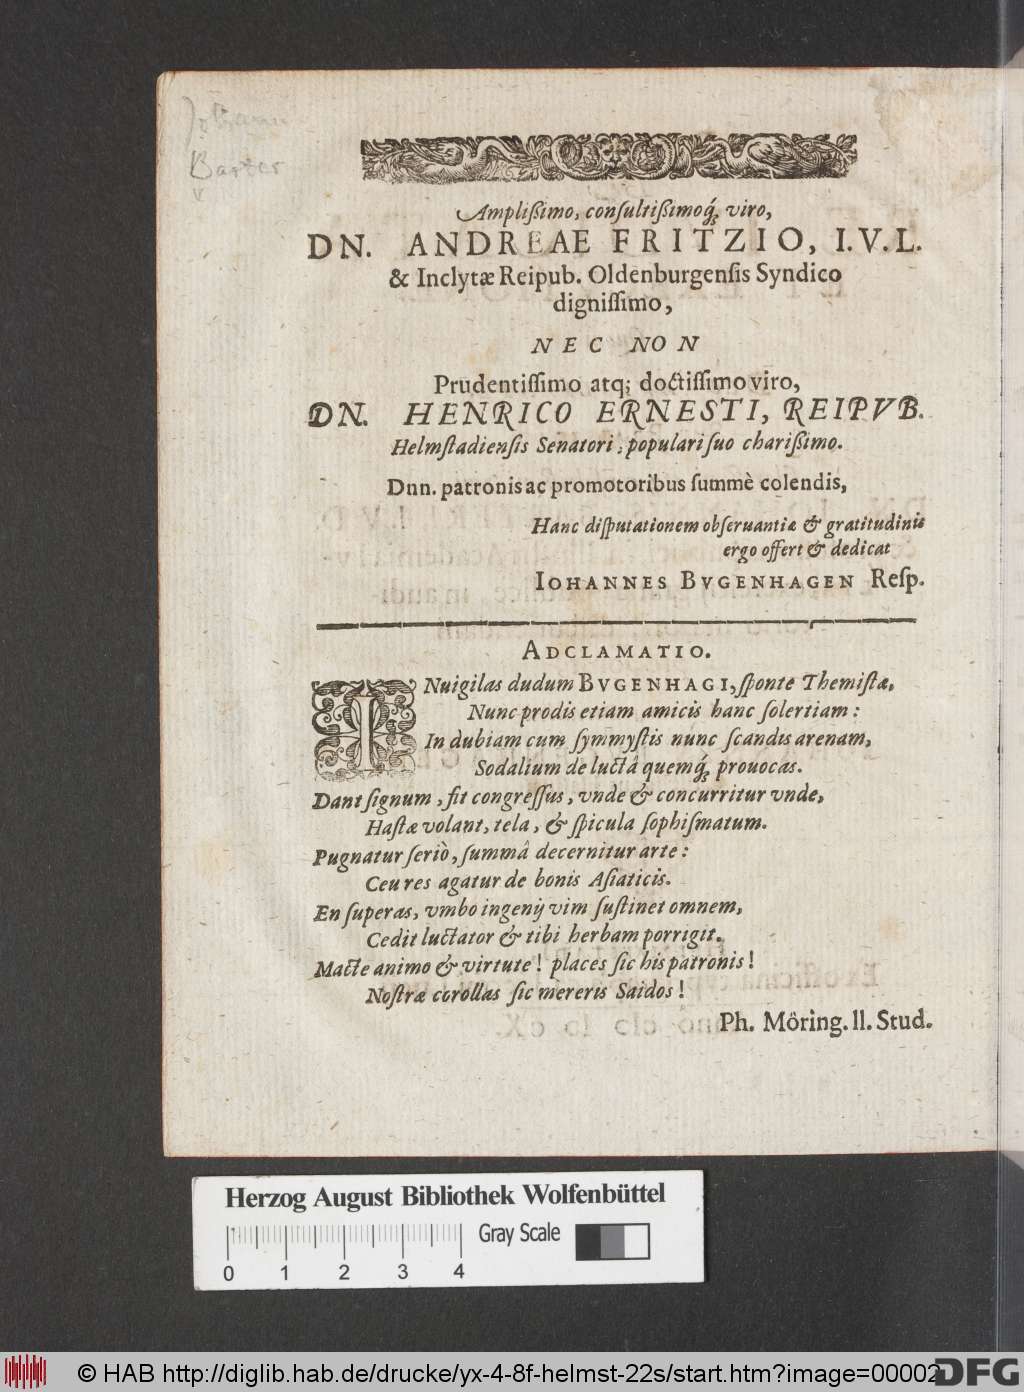 Johann
Barter
Ampliſſimo, conſultiſſimoq́; viro,
DN. ANDREAE FRITZIO, I.V.L.
& Inclytæ Reipub. Oldenburgenſis Syndico
digniſſimo,
NEC NON
Prudentiſſimo atq; doctiſſimo viro,
DN. HENRICO ERNESTI, REIPVB.
Helmſtadienſis Senatori, populari ſuo chariſſimo.
Dnn. patronis ac promotoribus ſummè colendis,
Hanc diſputationem obſeruantiæ & gratitudinis
ergo offert & dedicat
IOHANNES BVGENHAGEN Reſp.
ADCLAMATIO.
INuigilas dudum BVGENHAGI, ſponte Themiſtæ,
Nunc prodis etiam amicis hanc ſolertiam:
In dubiam cum ſymmyſtis nunc ſcandis arenam,
Sodalium de luctâ quemq́; prouocas.
Dant ſignum, fit congreſſus, vnde & concurritur vnde,
Haſtæ volant, tela, & ſpicula ſophiſmatum.
Pugnatur ſeriò, ſummâ decernitur arte:
Ceu res agatur de bonis Aſiaticis.
En ſuperas, vmbo ingenij vim ſuſtinet omnem,
Cedit luctator & tibi herbam porrigit.
Macte animo & virtute! places ſic his patronis!
Noſtræ corollas ſic mereris Saidos!
Ph. Möring. ll. Stud.
Herzog August Bibliothek Wolfenbüttel
Gray Scale
0 1 2 3 4
© HAB http://diglib.hab.de/drucke/yx-4-8f-helmst-22s/start.htm?image=00002
DFG